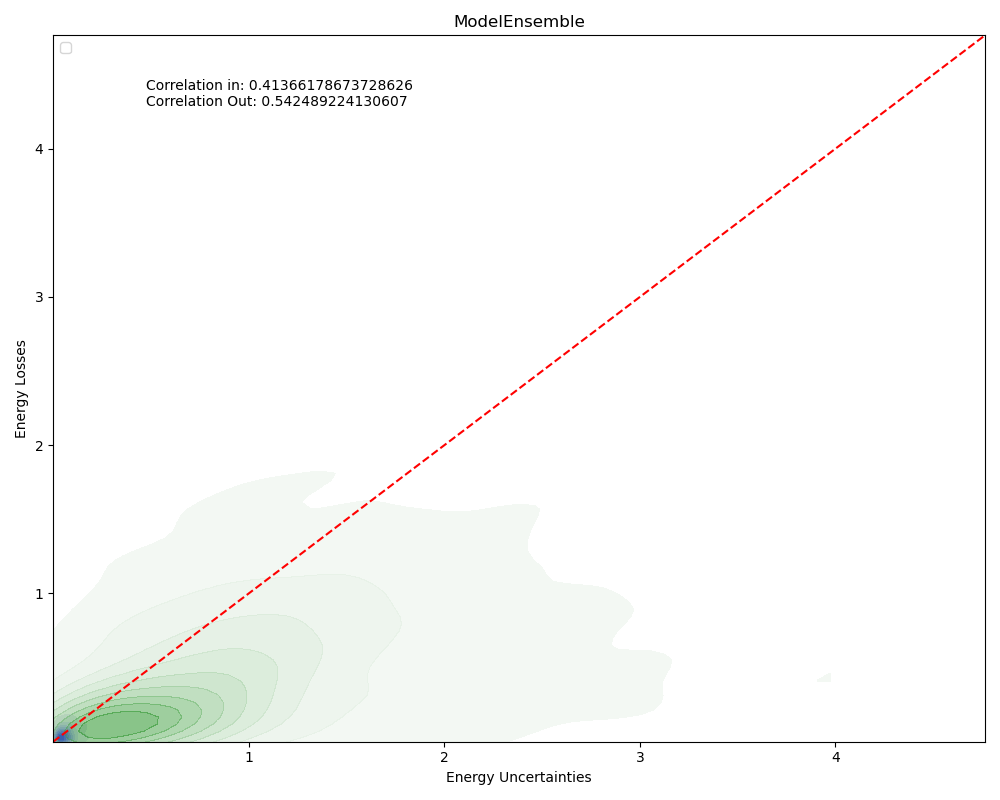 ModelEnsemble
Correlation in: 0.41366178673728626
Correlation Out: 0.542489224130607
4
3
2
1
Energy Losses
1
2
3
4
Energy Uncertainties